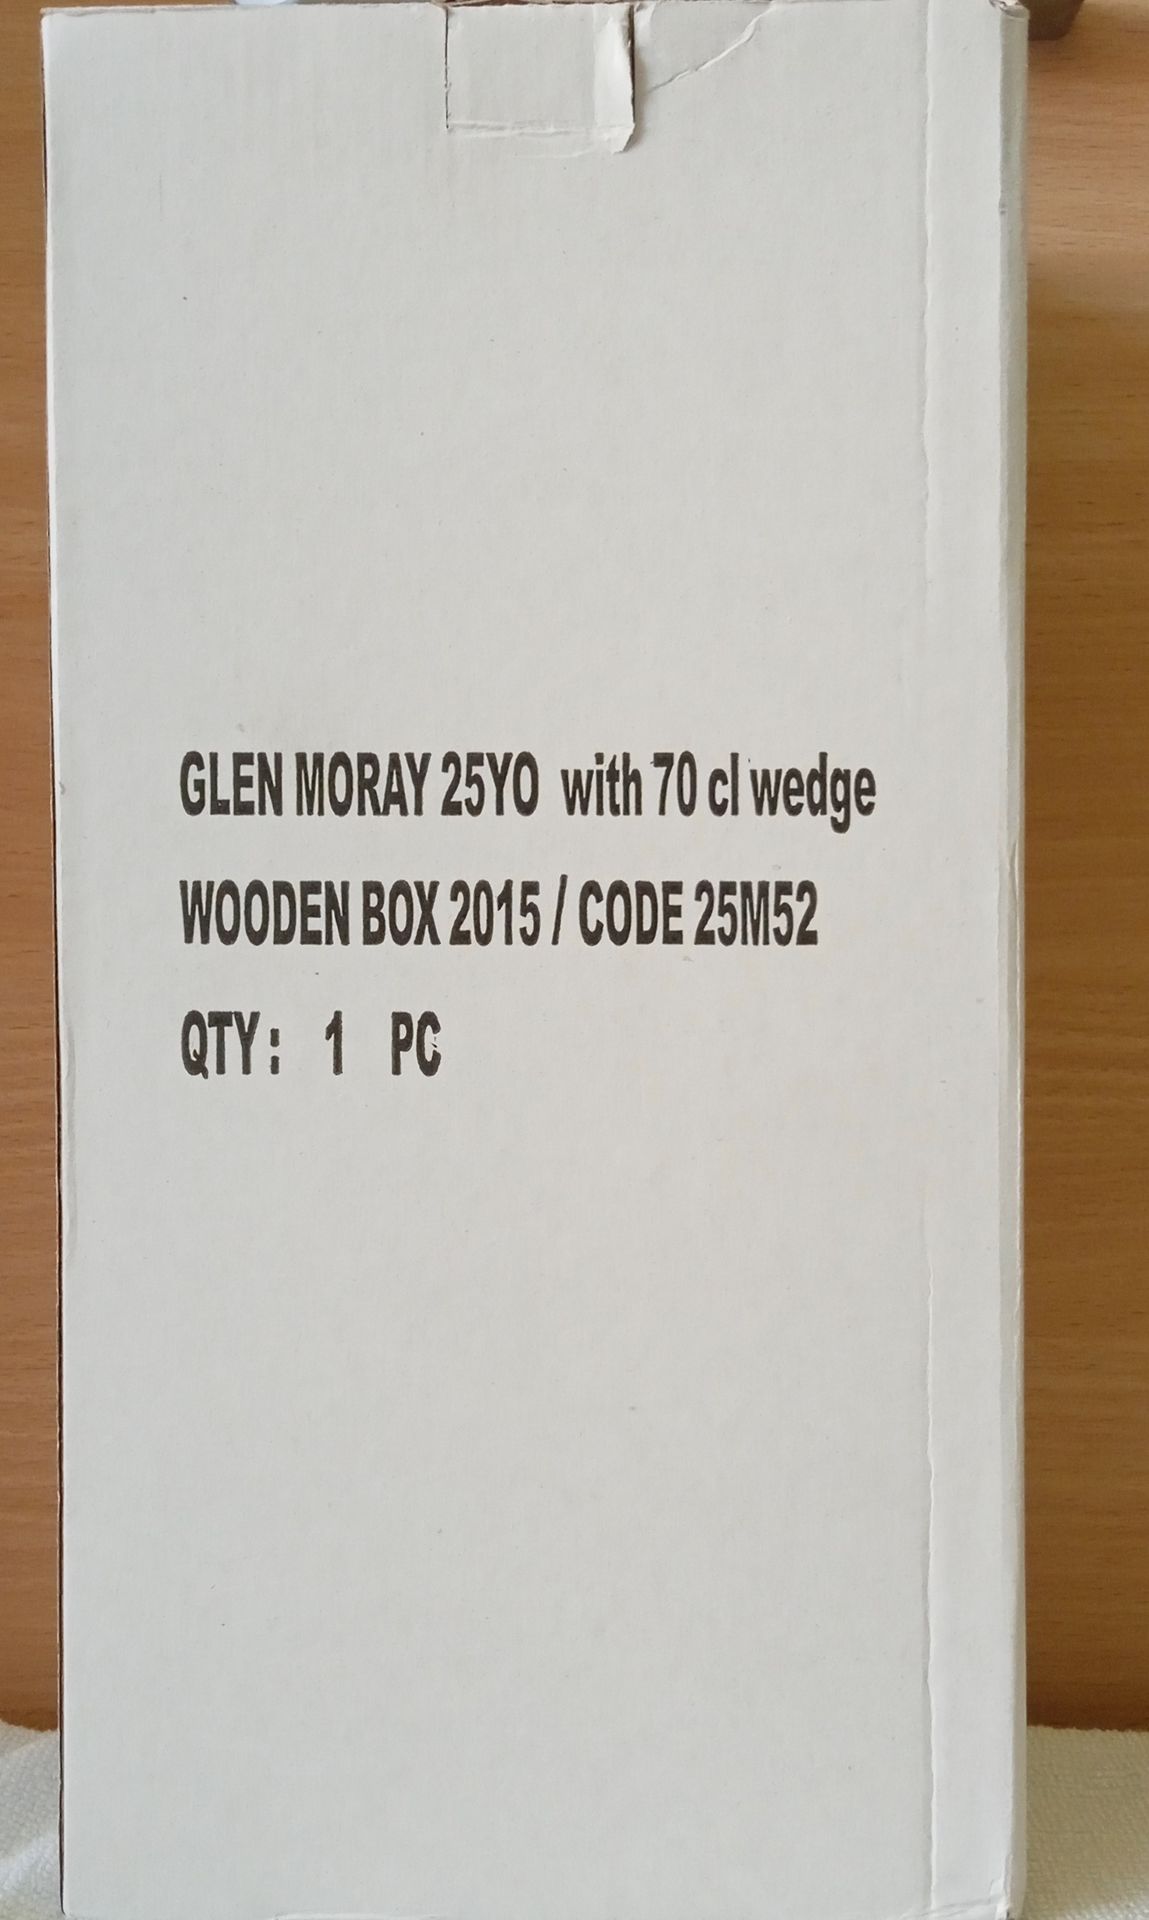 GLEN MORAY 25YO with 70 cl wedge
WOODEN BOX 2015 / CODE 25M52
QTY: 1 PC